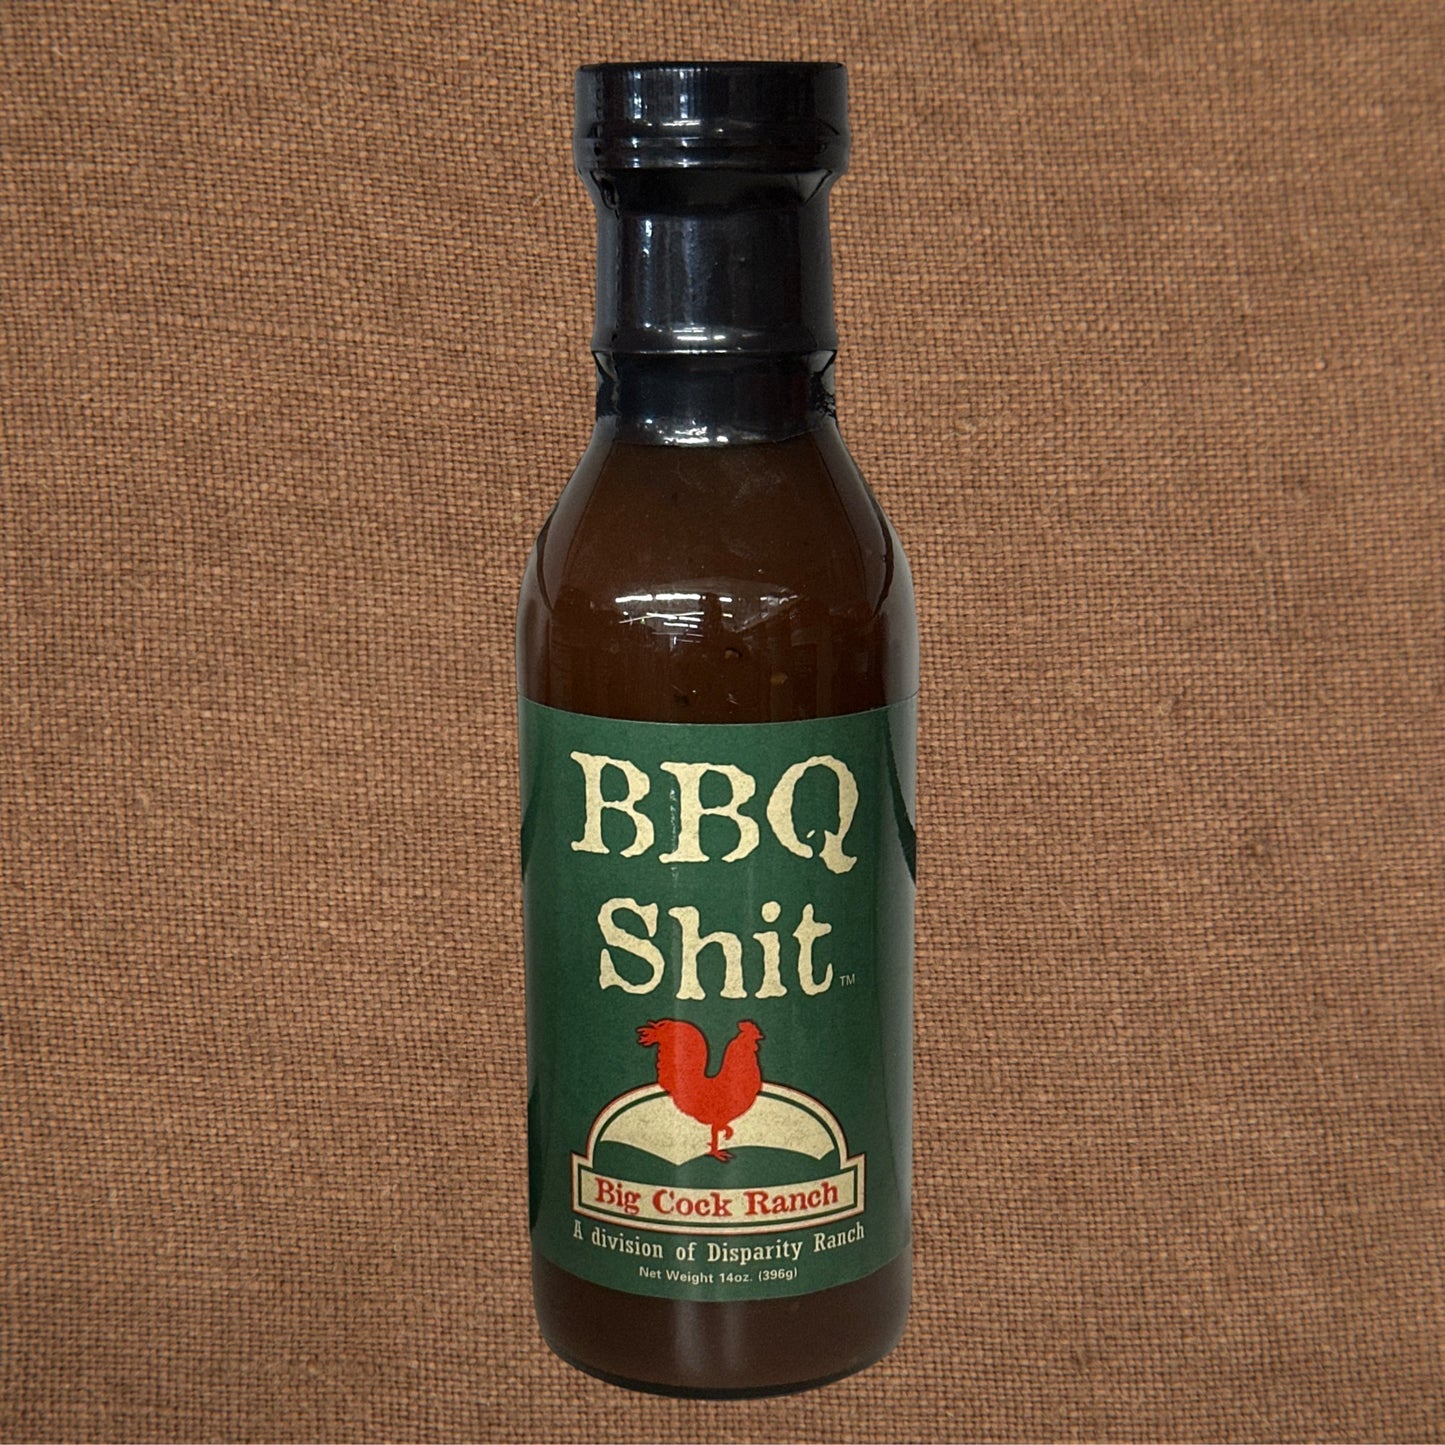 BBQ
Shit™
Big Cock Ranch
A division of Disparity Ranch
Net Weight 14oz. (396g)